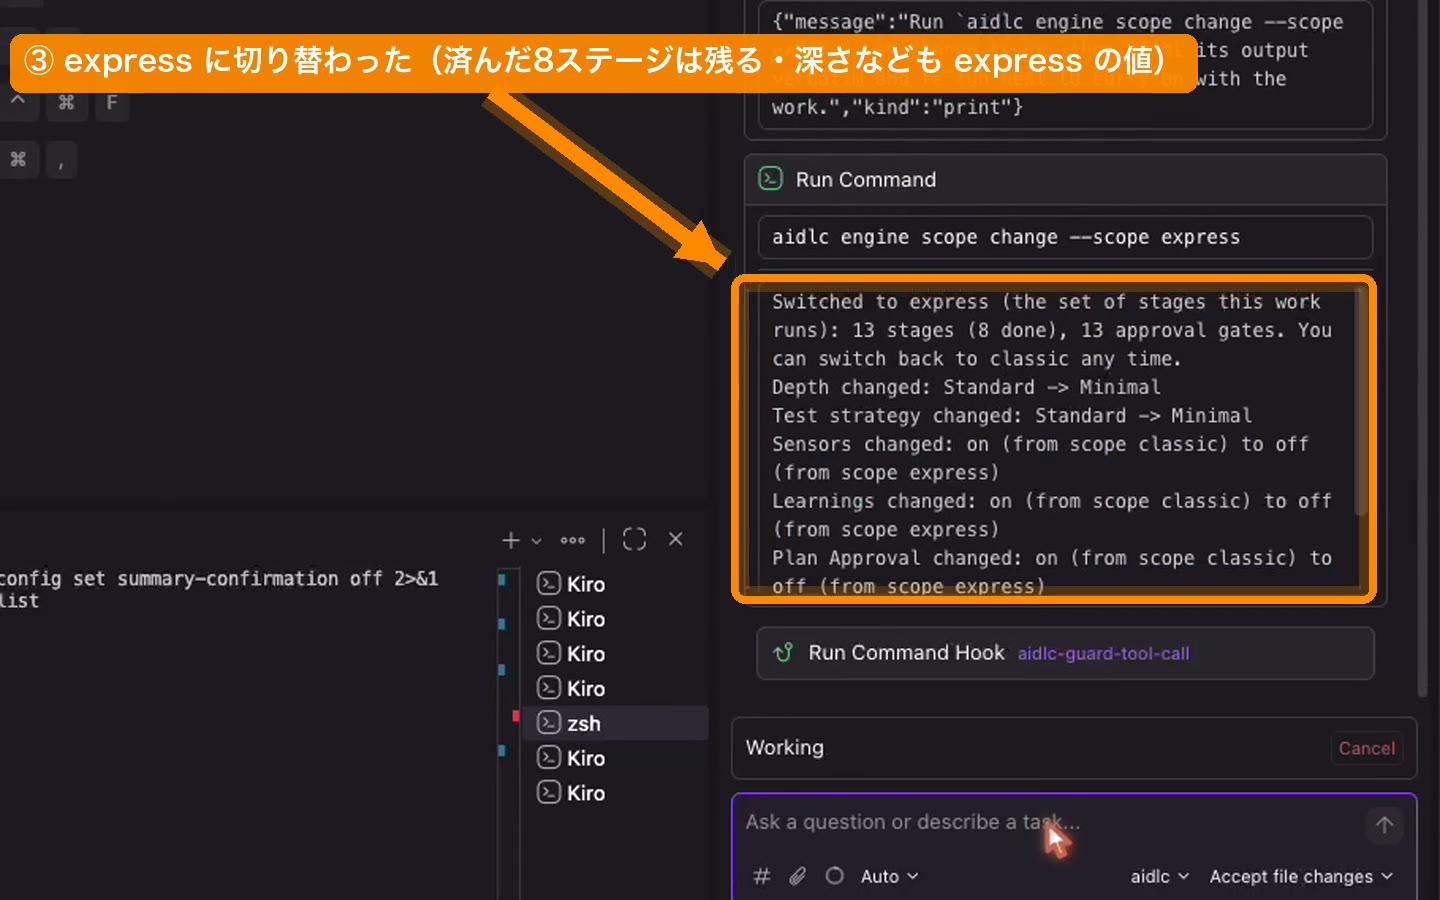 {"message":"Run `aidlc engine scope change --scope
③ express に切り替わった（済んだ8ステージは残る・深さなども express の値）
its output
with the
work.","kind":"print"}
^ ⌘ F
⌘ ,
Run Command
aidlc engine scope change --scope express
Switched to express (the set of stages this work
runs): 13 stages (8 done), 13 approval gates. You
can switch back to classic any time.
Depth changed: Standard -> Minimal
Test strategy changed: Standard -> Minimal
Sensors changed: on (from scope classic) to off
(from scope express)
Learnings changed: on (from scope classic) to off
(from scope express)
Plan Approval changed: on (from scope classic) to
off (from scope express)
Run Command Hook aidlc-guard-tool-call
config set summary-confirmation off 2>&1
list
Kiro
Kiro
Kiro
Kiro
zsh
Kiro
Kiro
Working
Cancel
Ask a question or describe a task...
# Auto
aidlc
Accept file changes